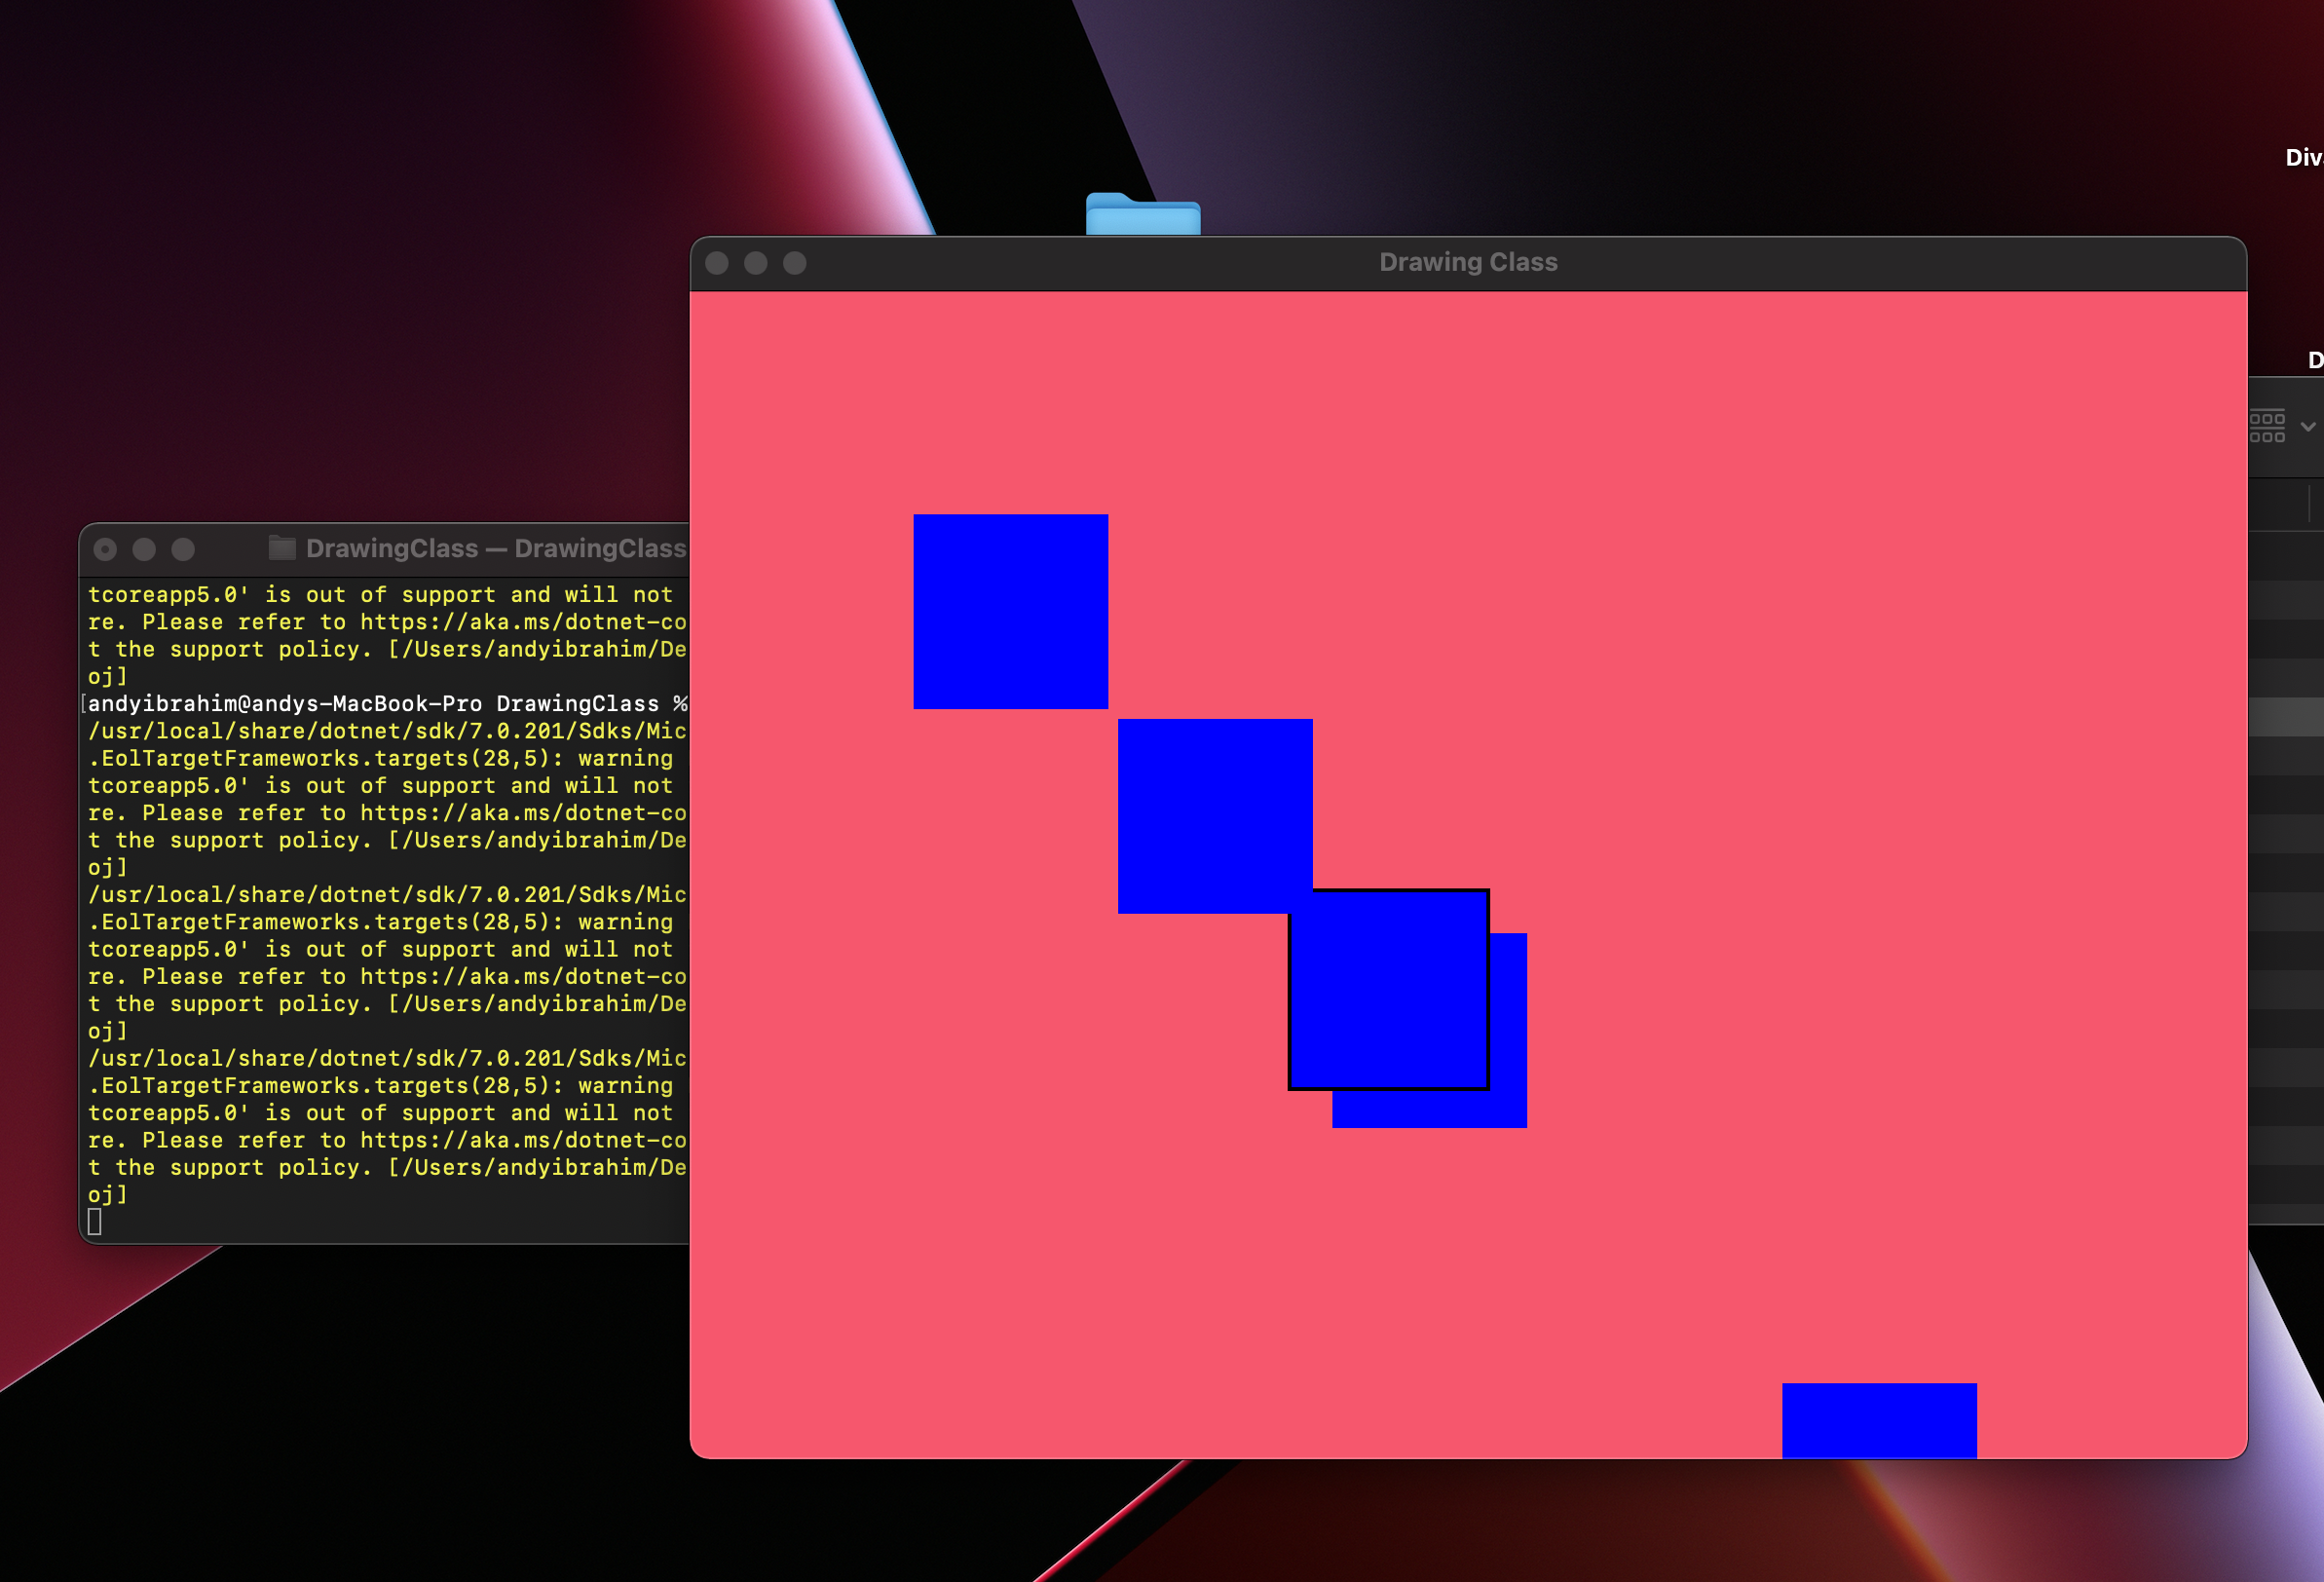 Div
Drawing Class
D
DrawingClass — DrawingClass
tcoreapp5.0' is out of support and will not
re. Please refer to https://aka.ms/dotnet-co
t the support policy. [/Users/andyibrahim/De
oj]
[andyibrahim@andys-MacBook-Pro DrawingClass %
/usr/local/share/dotnet/sdk/7.0.201/Sdks/Mic
.EolTargetFrameworks.targets(28,5): warning
tcoreapp5.0' is out of support and will not
re. Please refer to https://aka.ms/dotnet-co
t the support policy. [/Users/andyibrahim/De
oj]
/usr/local/share/dotnet/sdk/7.0.201/Sdks/Mic
.EolTargetFrameworks.targets(28,5): warning
tcoreapp5.0' is out of support and will not
re. Please refer to https://aka.ms/dotnet-co
t the support policy. [/Users/andyibrahim/De
oj]
/usr/local/share/dotnet/sdk/7.0.201/Sdks/Mic
.EolTargetFrameworks.targets(28,5): warning
tcoreapp5.0' is out of support and will not
re. Please refer to https://aka.ms/dotnet-co
t the support policy. [/Users/andyibrahim/De
oj]